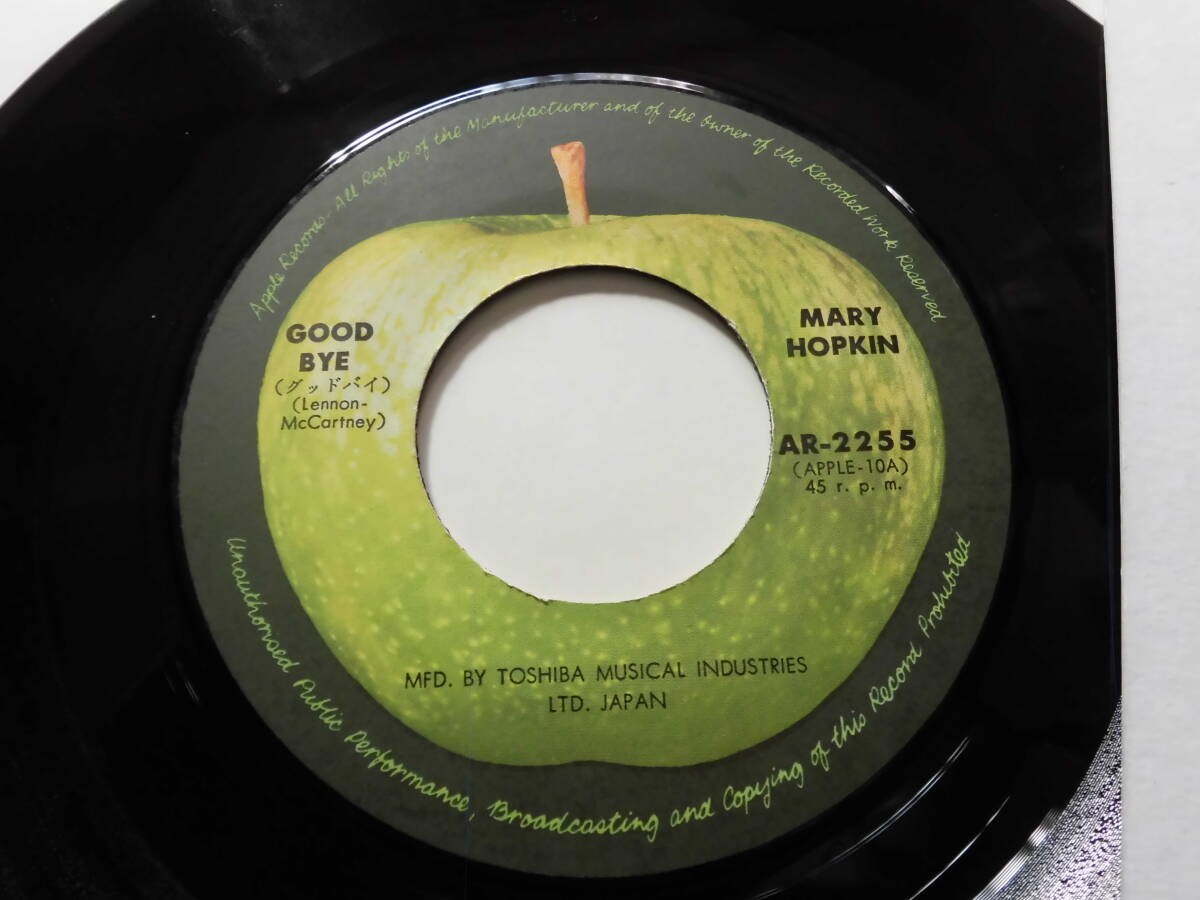 Apple Records- All Rights of the Manufacturer and of the Owner of the Recorded Work Reserved
GOOD
BYE
(グッドバイ)
(Lennon-
McCartney)
MARY
HOPKIN
AR-2255
(APPLE-10A)
45 r. p. m.
MFD. BY TOSHIBA MUSICAL INDUSTRIES
LTD. JAPAN
Unauthorised Public Performance, Broadcasting and Copying of this Record Prohibited